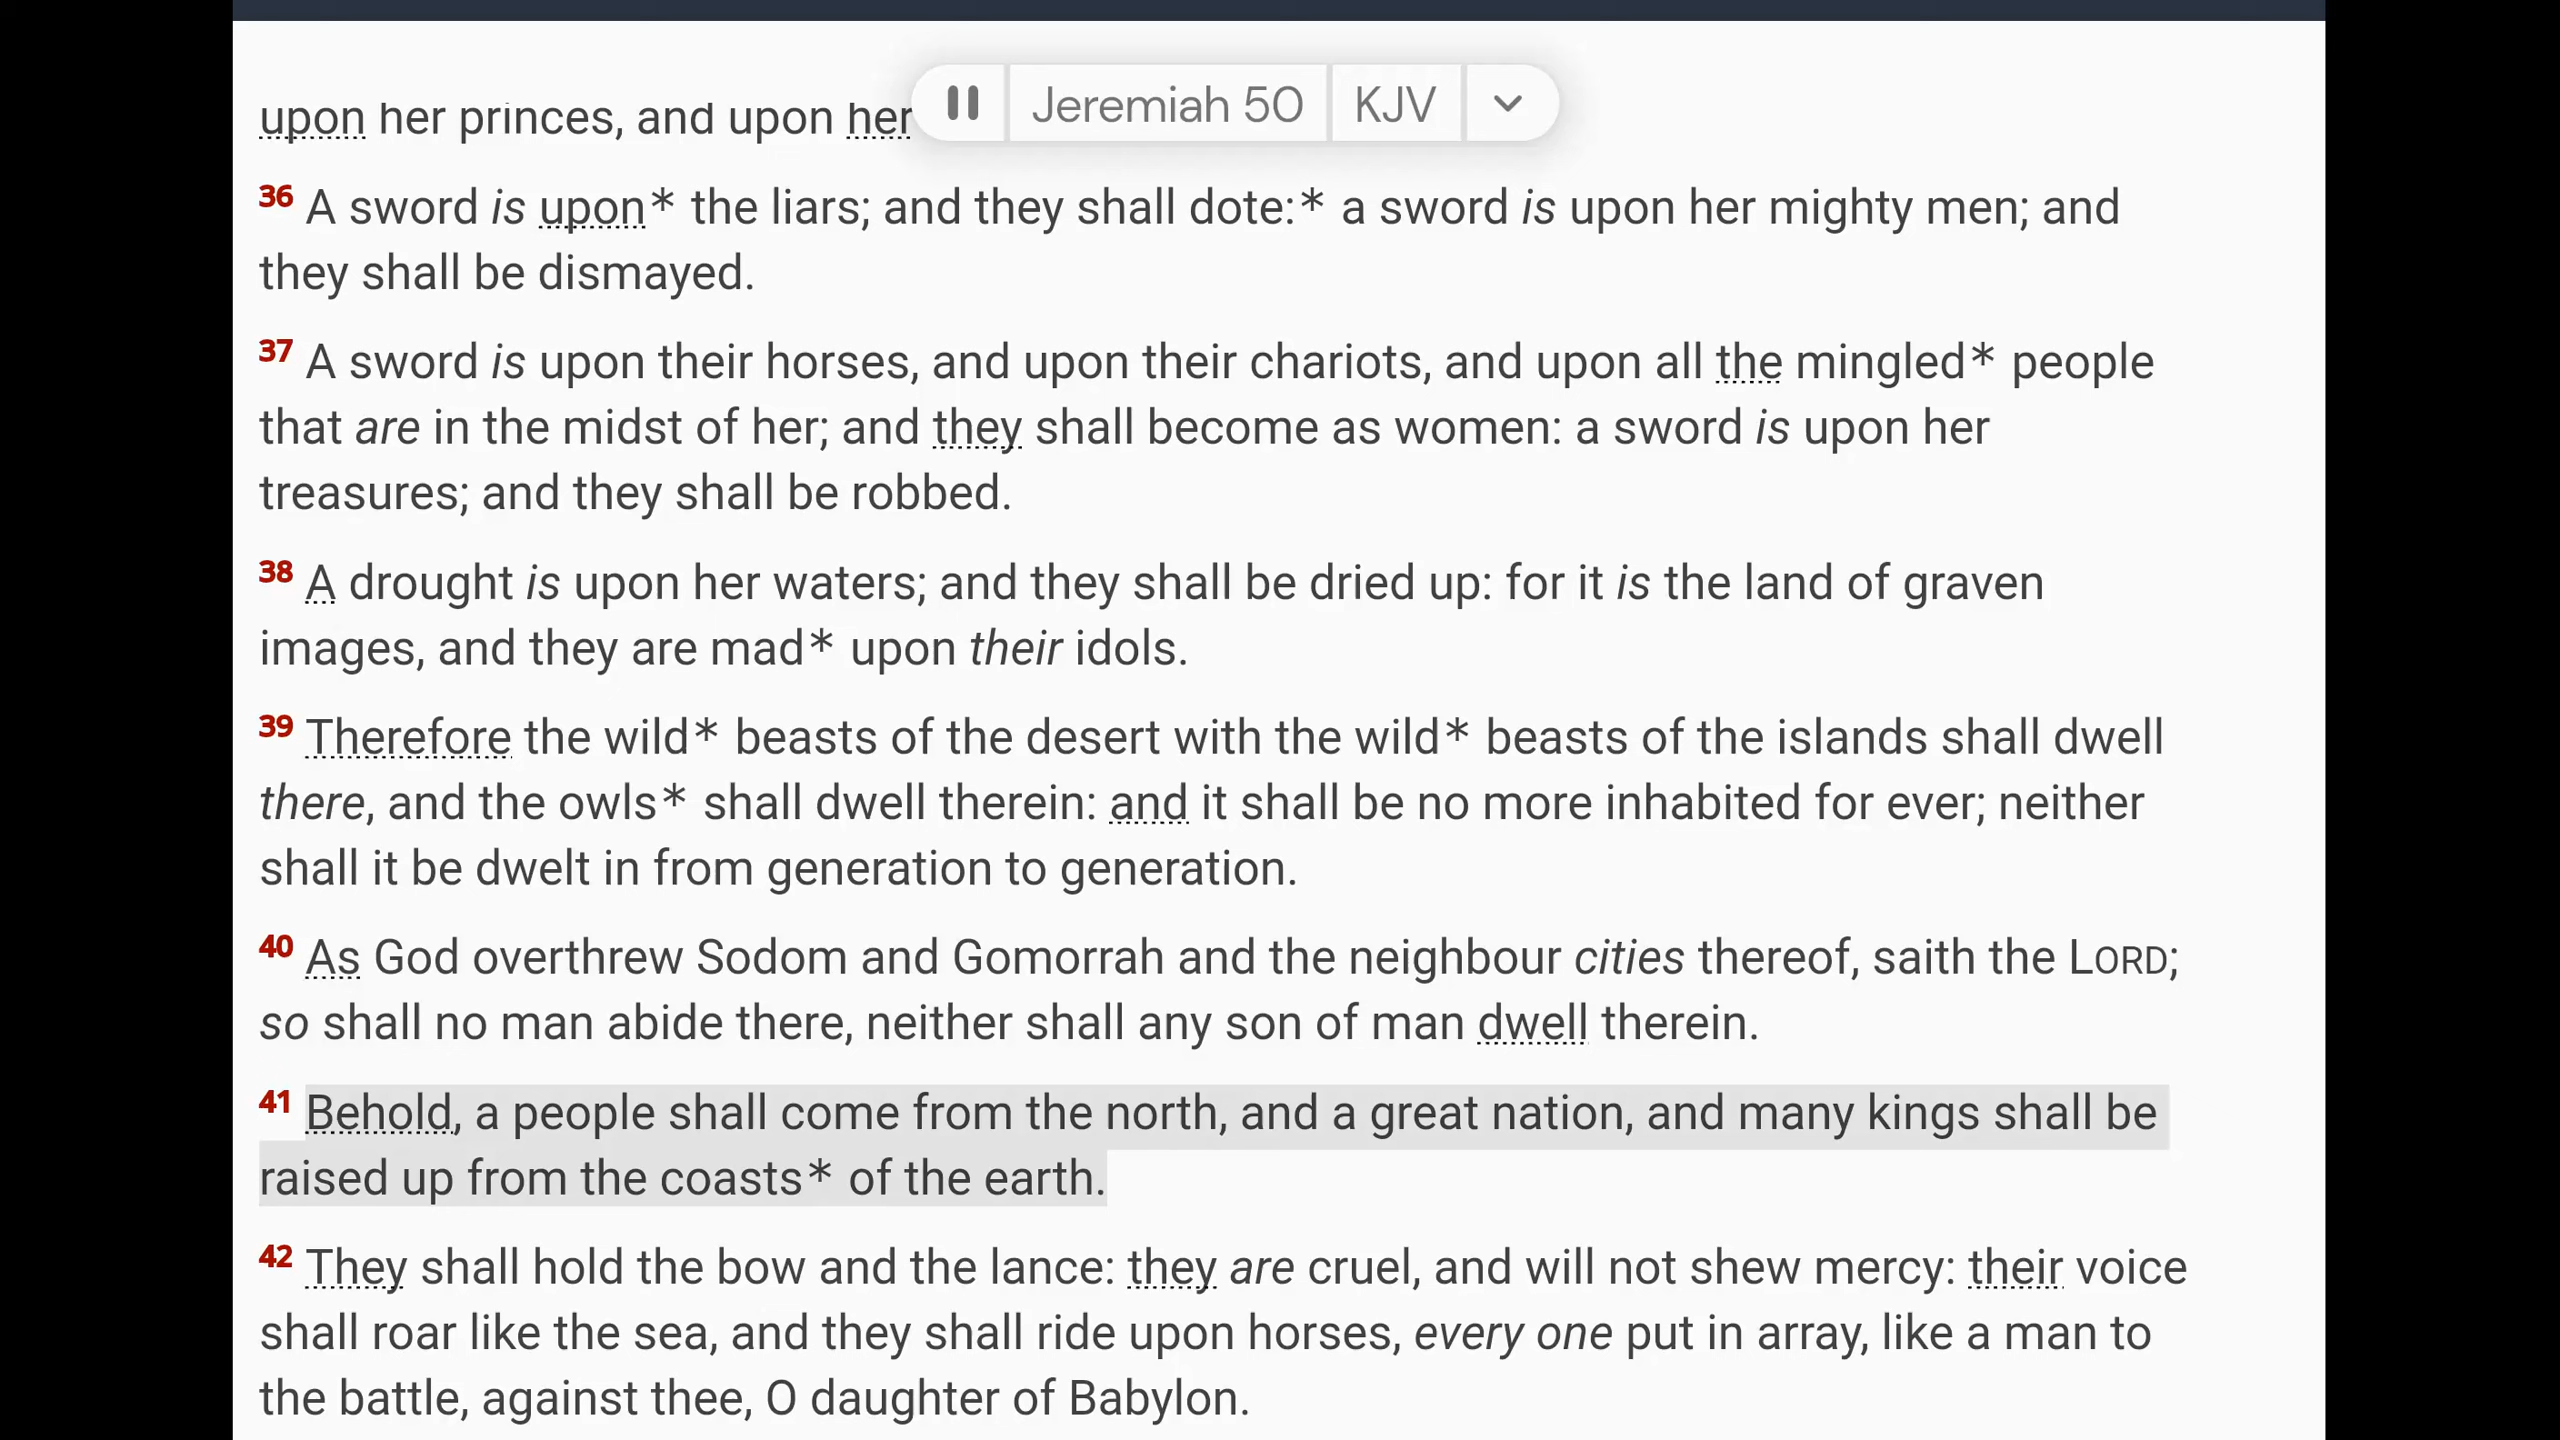 upon her princes, and upon her
Jeremiah 50 KJV
36 A sword is upon* the liars; and they shall dote:* a sword is upon her mighty men; and
they shall be dismayed.
37 A sword is upon their horses, and upon their chariots, and upon all the mingled* people
that are in the midst of her; and they shall become as women: a sword is upon her
treasures; and they shall be robbed.
38 A drought is upon her waters; and they shall be dried up: for it is the land of graven
images, and they are mad* upon their idols.
39 Therefore the wild* beasts of the desert with the wild* beasts of the islands shall dwell
there, and the owls* shall dwell therein: and it shall be no more inhabited for ever; neither
shall it be dwelt in from generation to generation.
40 As God overthrew Sodom and Gomorrah and the neighbour cities thereof, saith the LORD;
so shall no man abide there, neither shall any son of man dwell therein.
41 Behold, a people shall come from the north, and a great nation, and many kings shall be
raised up from the coasts* of the earth.
42 They shall hold the bow and the lance: they are cruel, and will not shew mercy: their voice
shall roar like the sea, and they shall ride upon horses, every one put in array, like a man to
the battle, against thee, O daughter of Babylon.